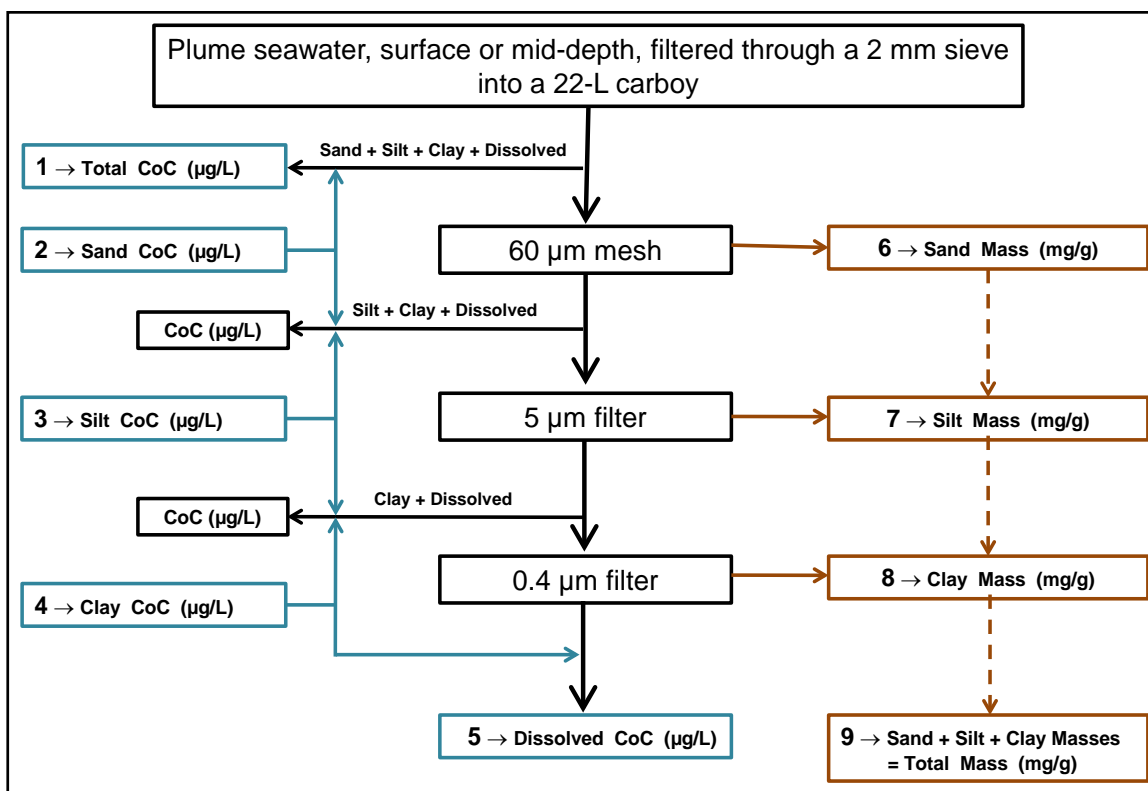 Plume seawater, surface or mid-depth, filtered through a 2 mm sieve
into a 22-L carboy
Sand + Silt + Clay + Dissolved
1 → Total CoC (µg/L)
2 → Sand CoC (µg/L)
60 µm mesh
6 → Sand Mass (mg/g)
Silt + Clay + Dissolved
CoC (µg/L)
3 → Silt CoC (µg/L)
5 µm filter
7 → Silt Mass (mg/g)
Clay + Dissolved
CoC (µg/L)
0.4 µm filter
8 → Clay Mass (mg/g)
4 → Clay CoC (µg/L)
5 → Dissolved CoC (µg/L)
9 → Sand + Silt + Clay Masses
= Total Mass (mg/g)